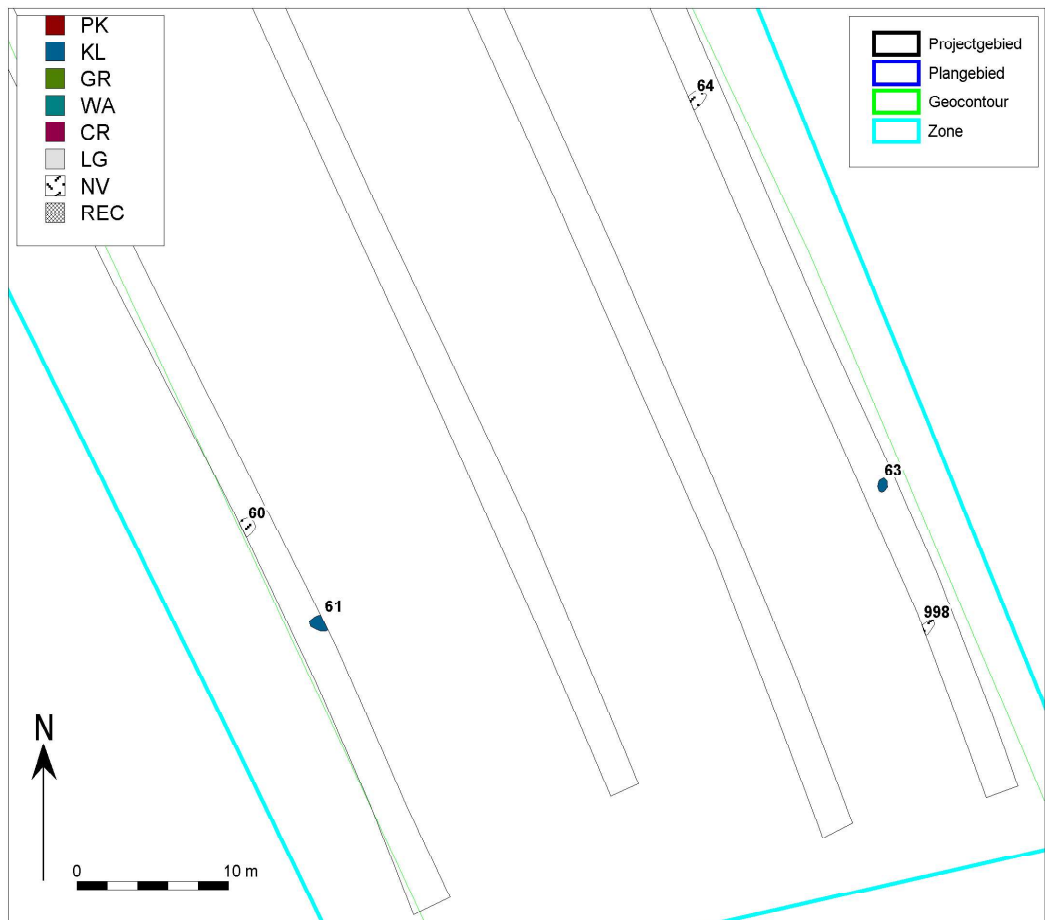 PK
KL
GR
WA
CR
LG
NV
REC
Projectgebied
Plangebied
Geocontour
Zone
64
63
60
61
998
N
0 10 m